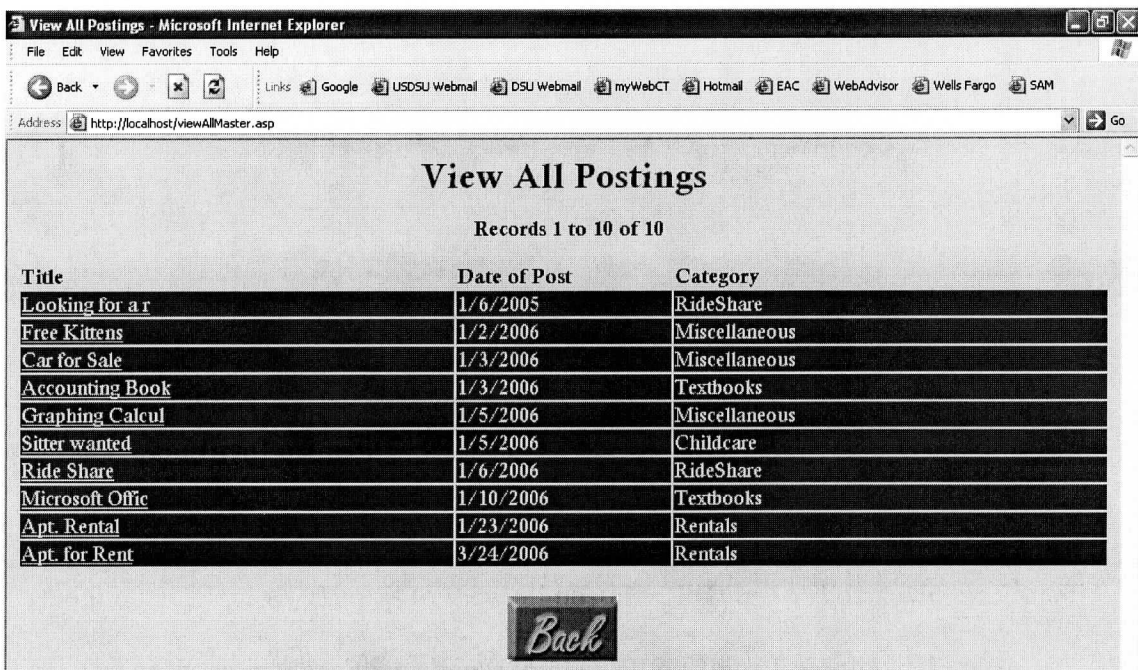 View All Postings - Microsoft Internet Explorer
File Edit View Favorites Tools Help
Back Links Google USDSU Webmail DSU Webmail myWebCT Hotmail EAC WebAdvisor Wells Fargo SAM
Address http://localhost/viewAllMaster.asp Go
View All Postings
Records 1 to 10 of 10
Title Date of Post Category
Looking for a r 1/6/2005 RideShare
Free Kittens 1/2/2006 Miscellaneous
Car for Sale 1/3/2006 Miscellaneous
Accounting Book 1/3/2006 Textbooks
Graphing Calcul 1/5/2006 Miscellaneous
Sitter wanted 1/5/2006 Childcare
Ride Share 1/6/2006 RideShare
Microsoft Offic 1/10/2006 Textbooks
Apt. Rental 1/23/2006 Rentals
Apt. for Rent 3/24/2006 Rentals
Back